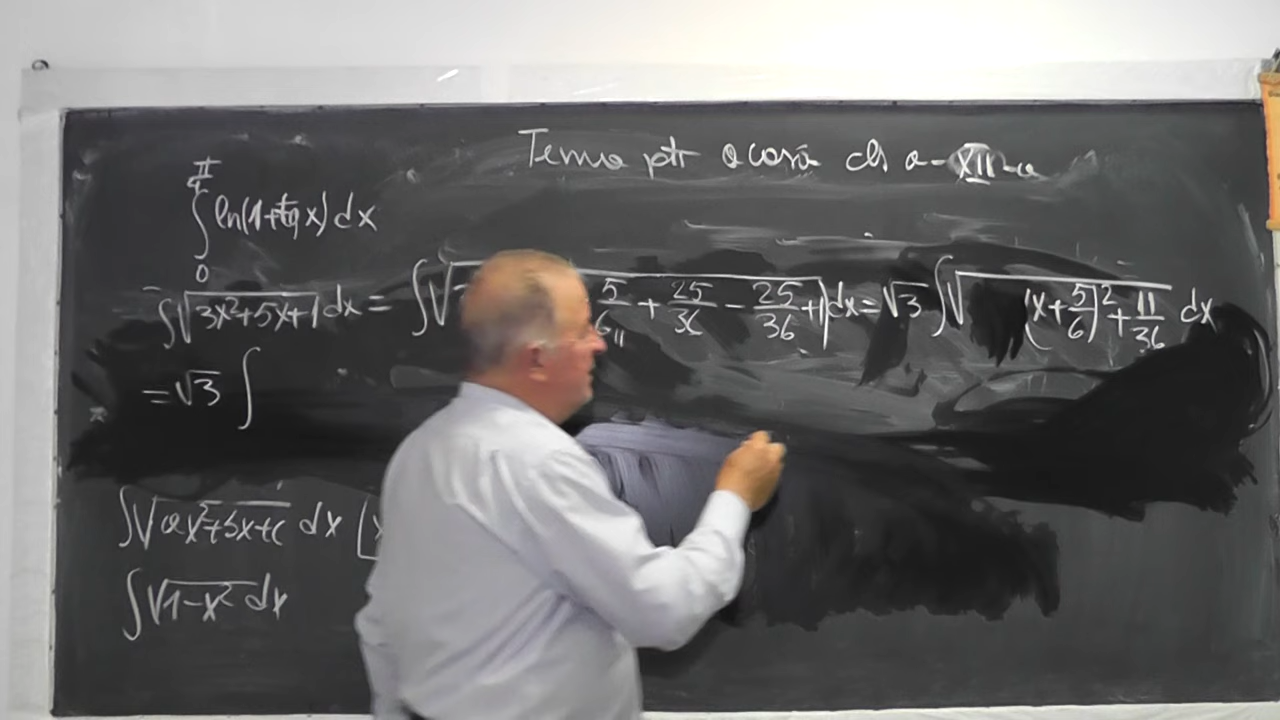 Tema ptr acasă cls a-XII-a
∫₀^(π/4) ln(1+tg x) dx
∫√(3x²+5x+1) dx = ∫√ 5/6 + 25/36 − 25/36 + 1) dx = √3 ∫√ (x+5/6)² + 11/36 dx
= √3 ∫
∫√(ax²+bx+c) dx
∫√(1−x²) dx